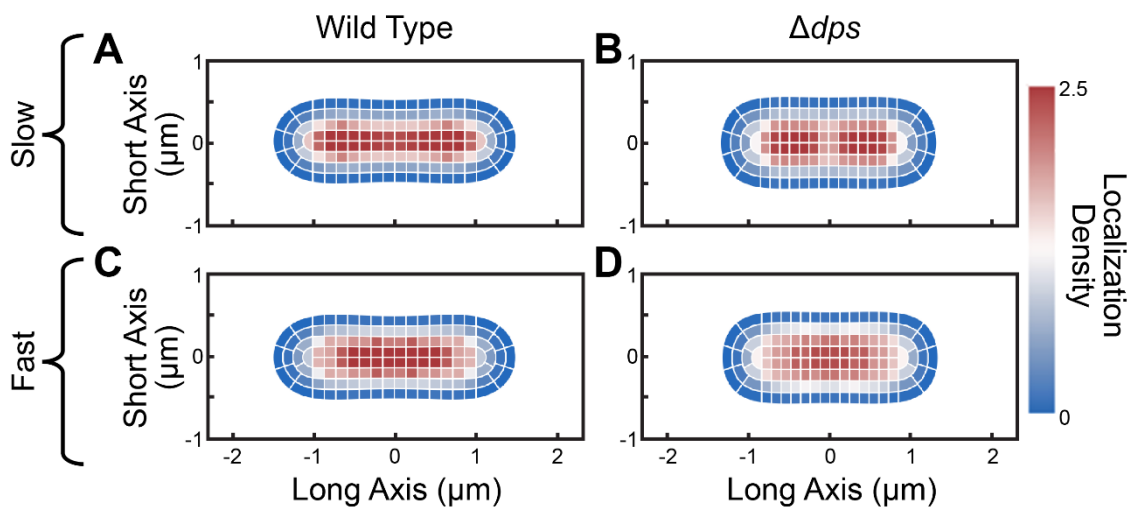 Wild Type
Δdps
Slow
A
Short Axis
(μm)
1
0
-1
B
1
0
-1
2.5
Localization
Density
0
Fast
C
Short Axis
(μm)
1
0
-1
-2
-1
0
1
2
Long Axis (μm)
D
1
0
-1
-2
-1
0
1
2
Long Axis (μm)